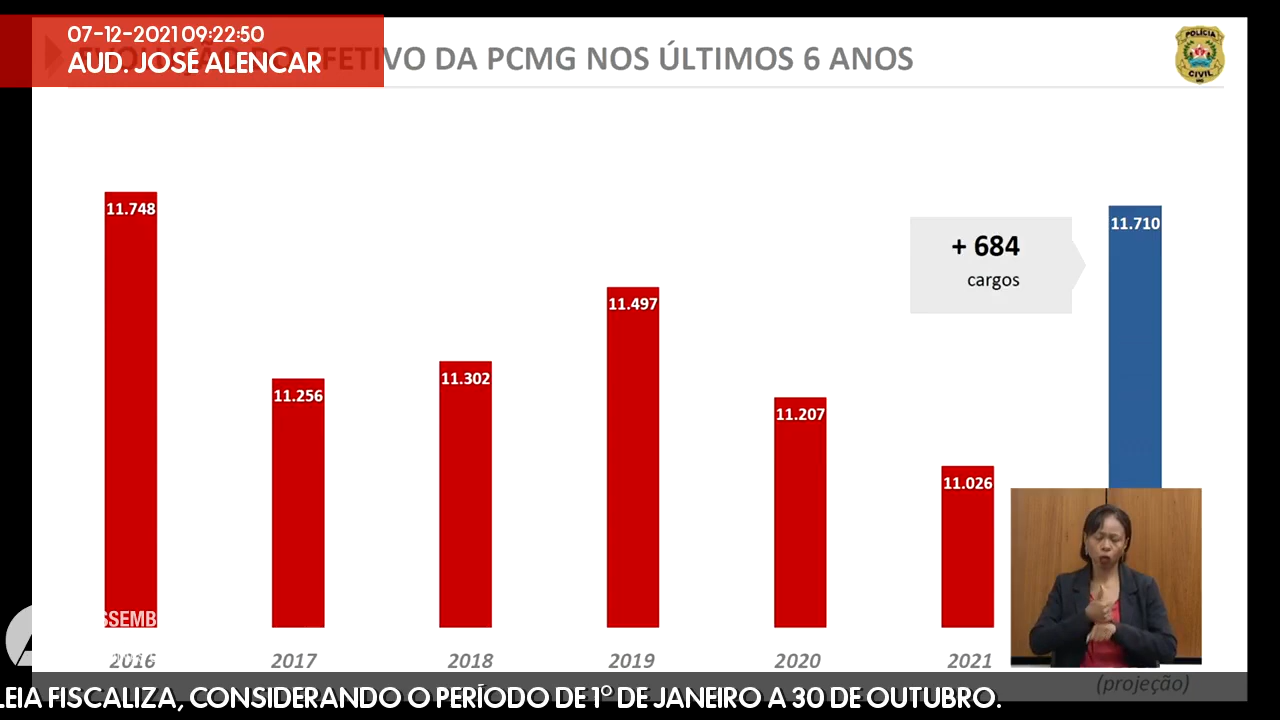 07-12-2021 09:22:50
AUD. JOSÉ ALENCAR
EFETIVO DA PCMG NOS ÚLTIMOS 6 ANOS
POLÍCIA
CIVIL
MG
11.748
11.256
11.302
11.497
11.207
11.026
11.710
+ 684
cargos
SSEMB
2016
2017
2018
2019
2020
2021
(projeção)
LEIA FISCALIZA, CONSIDERANDO O PERÍODO DE 1º DE JANEIRO A 30 DE OUTUBRO.